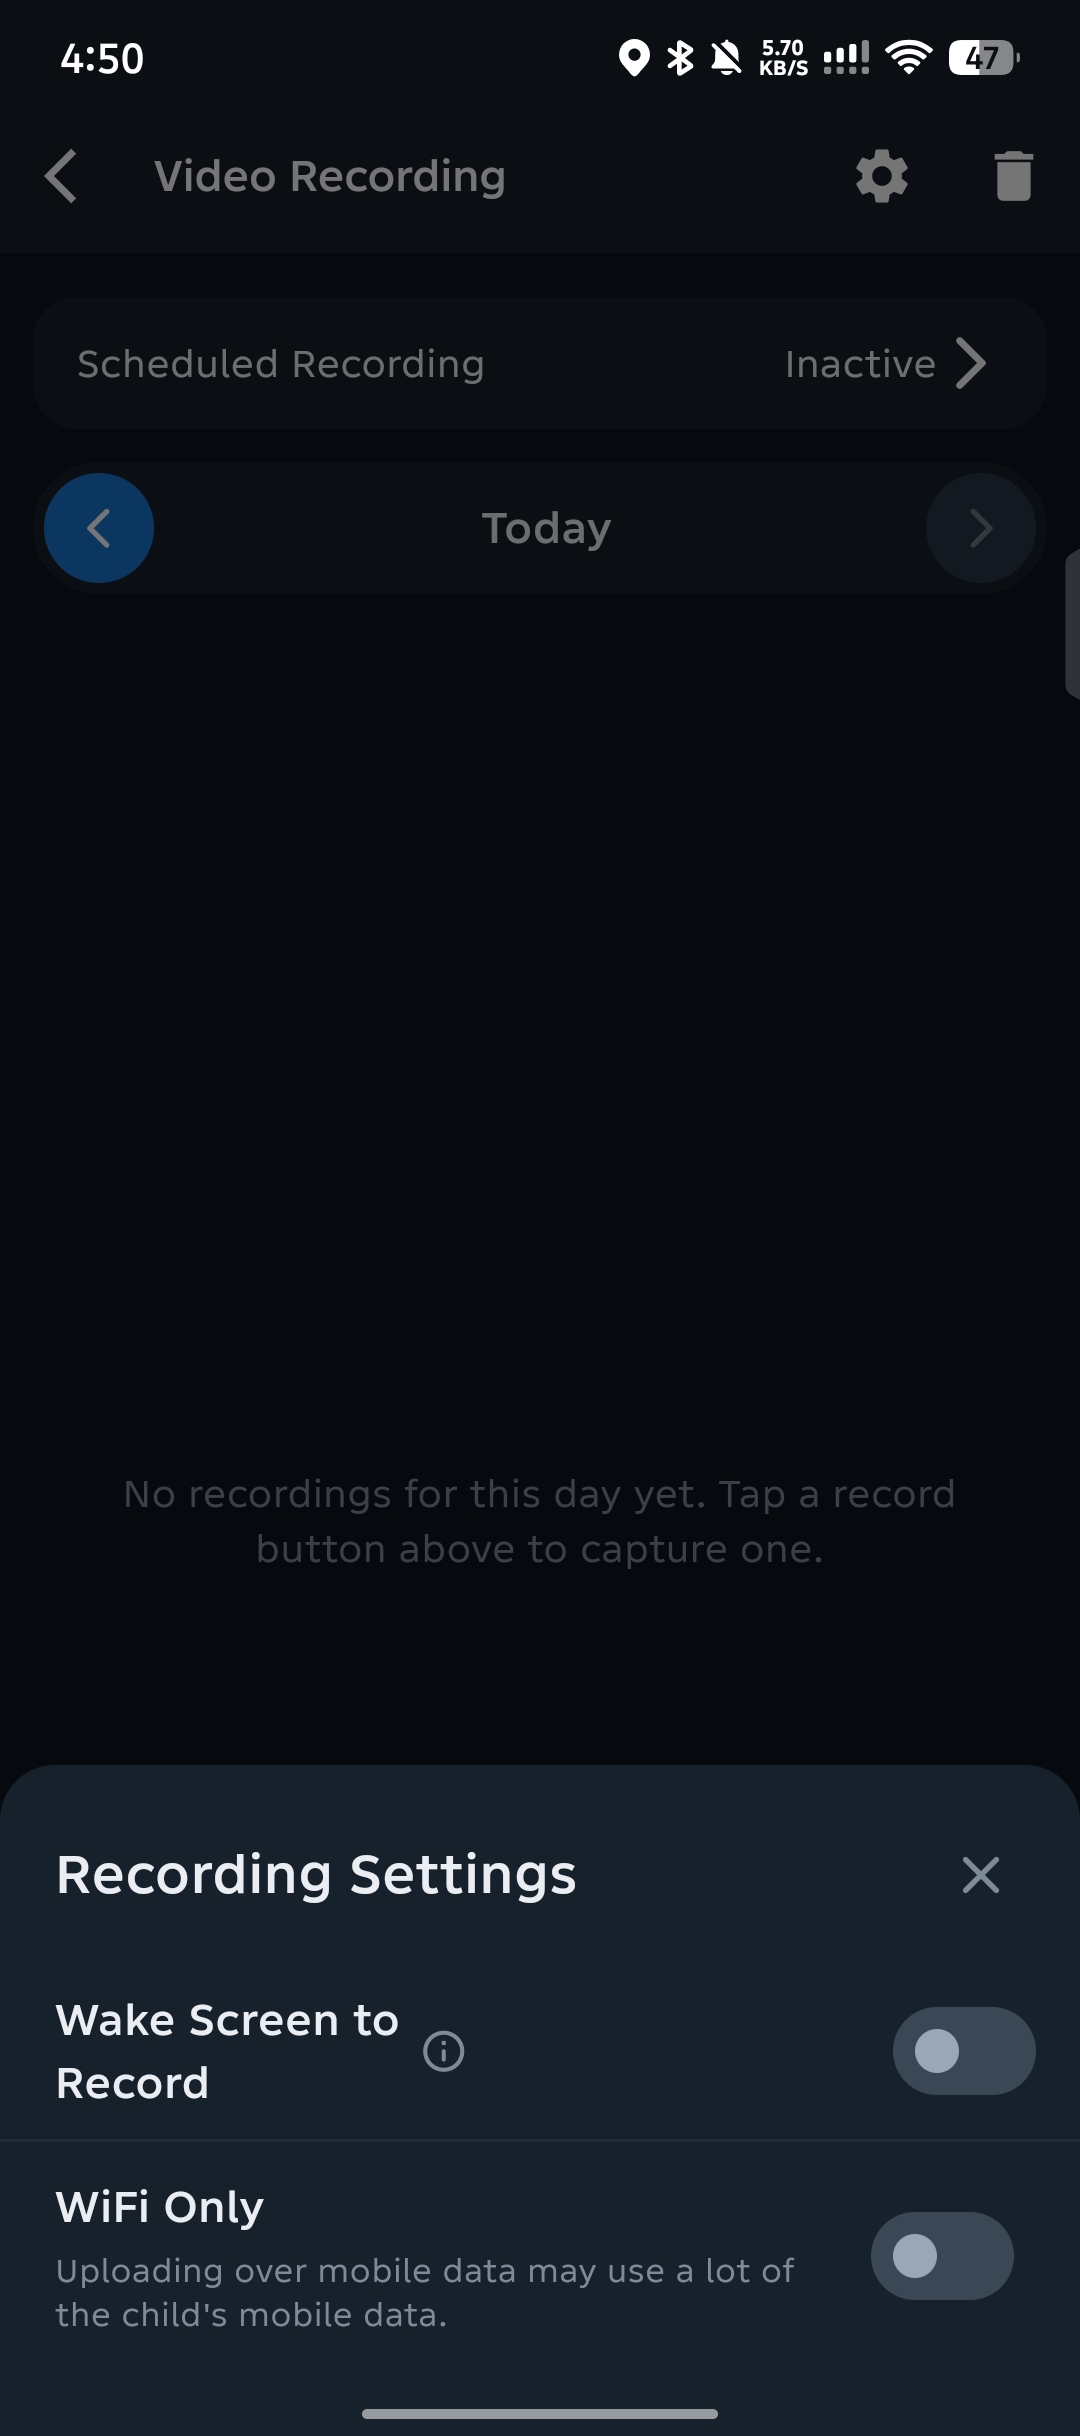 4:50
5.70
KB/S
47
Video Recording
Scheduled Recording
Inactive
Today
No recordings for this day yet. Tap a record
button above to capture one.
Recording Settings
Wake Screen to
Record
WiFi Only
Uploading over mobile data may use a lot of
the child's mobile data.